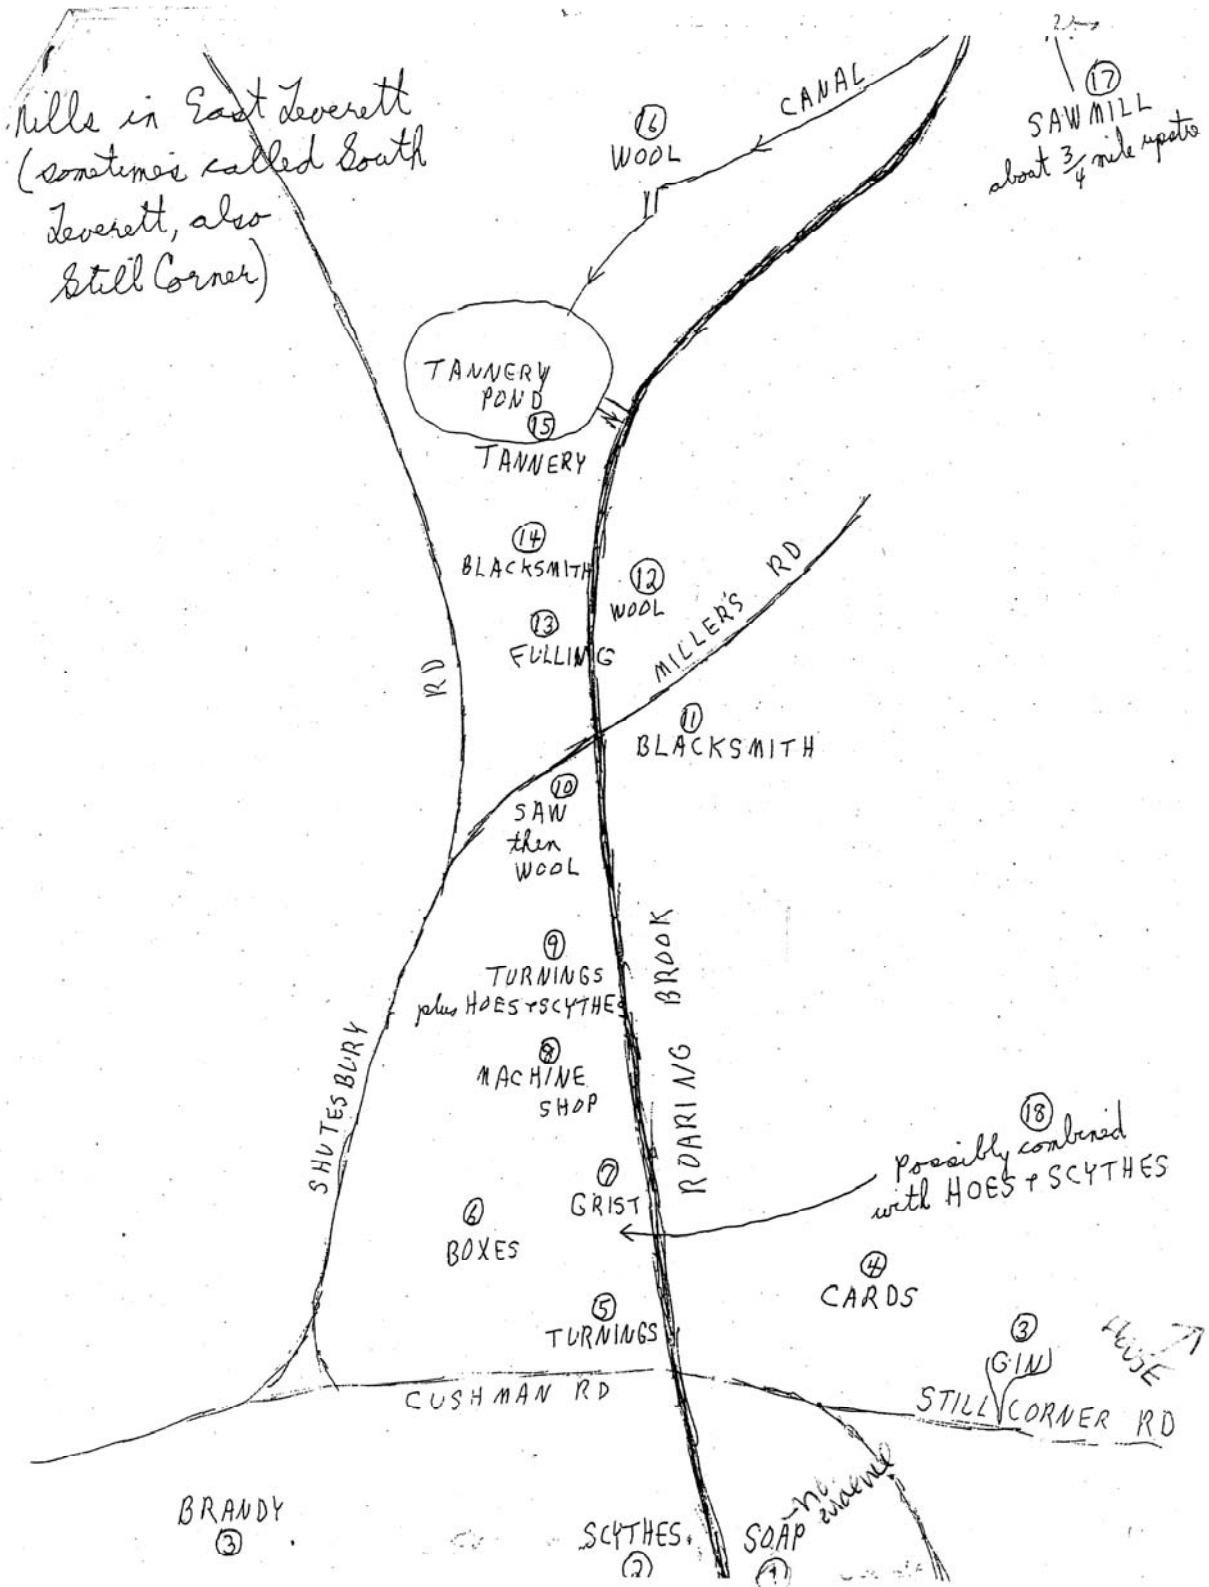 Mills in East Leverett
(sometimes called South
Leverett, also
Still Corner)
CANAL
17
SAWMILL
about 3/4 mile
16
WOOL
TANNERY
POND
15
TANNERY
14
BLACKSMITH
12
WOOL
13
FULLING
MILLER'S RD
RD
11
BLACKSMITH
10
SAW
then
WOOL
9
TURNINGS
plus HOES + SCYTHES
ROARING BROOK
SHUTESBURY
8
MACHINE
SHOP
18
Possibly combined
with HOES + SCYTHES
7
GRIST
6
BOXES
4
CARDS
5
TURNINGS
3
GIN
HOUSE
CUSHMAN RD
STILL CORNER RD
BRANDY
3
SCYTHES
2
SOAP - no
evidence
1